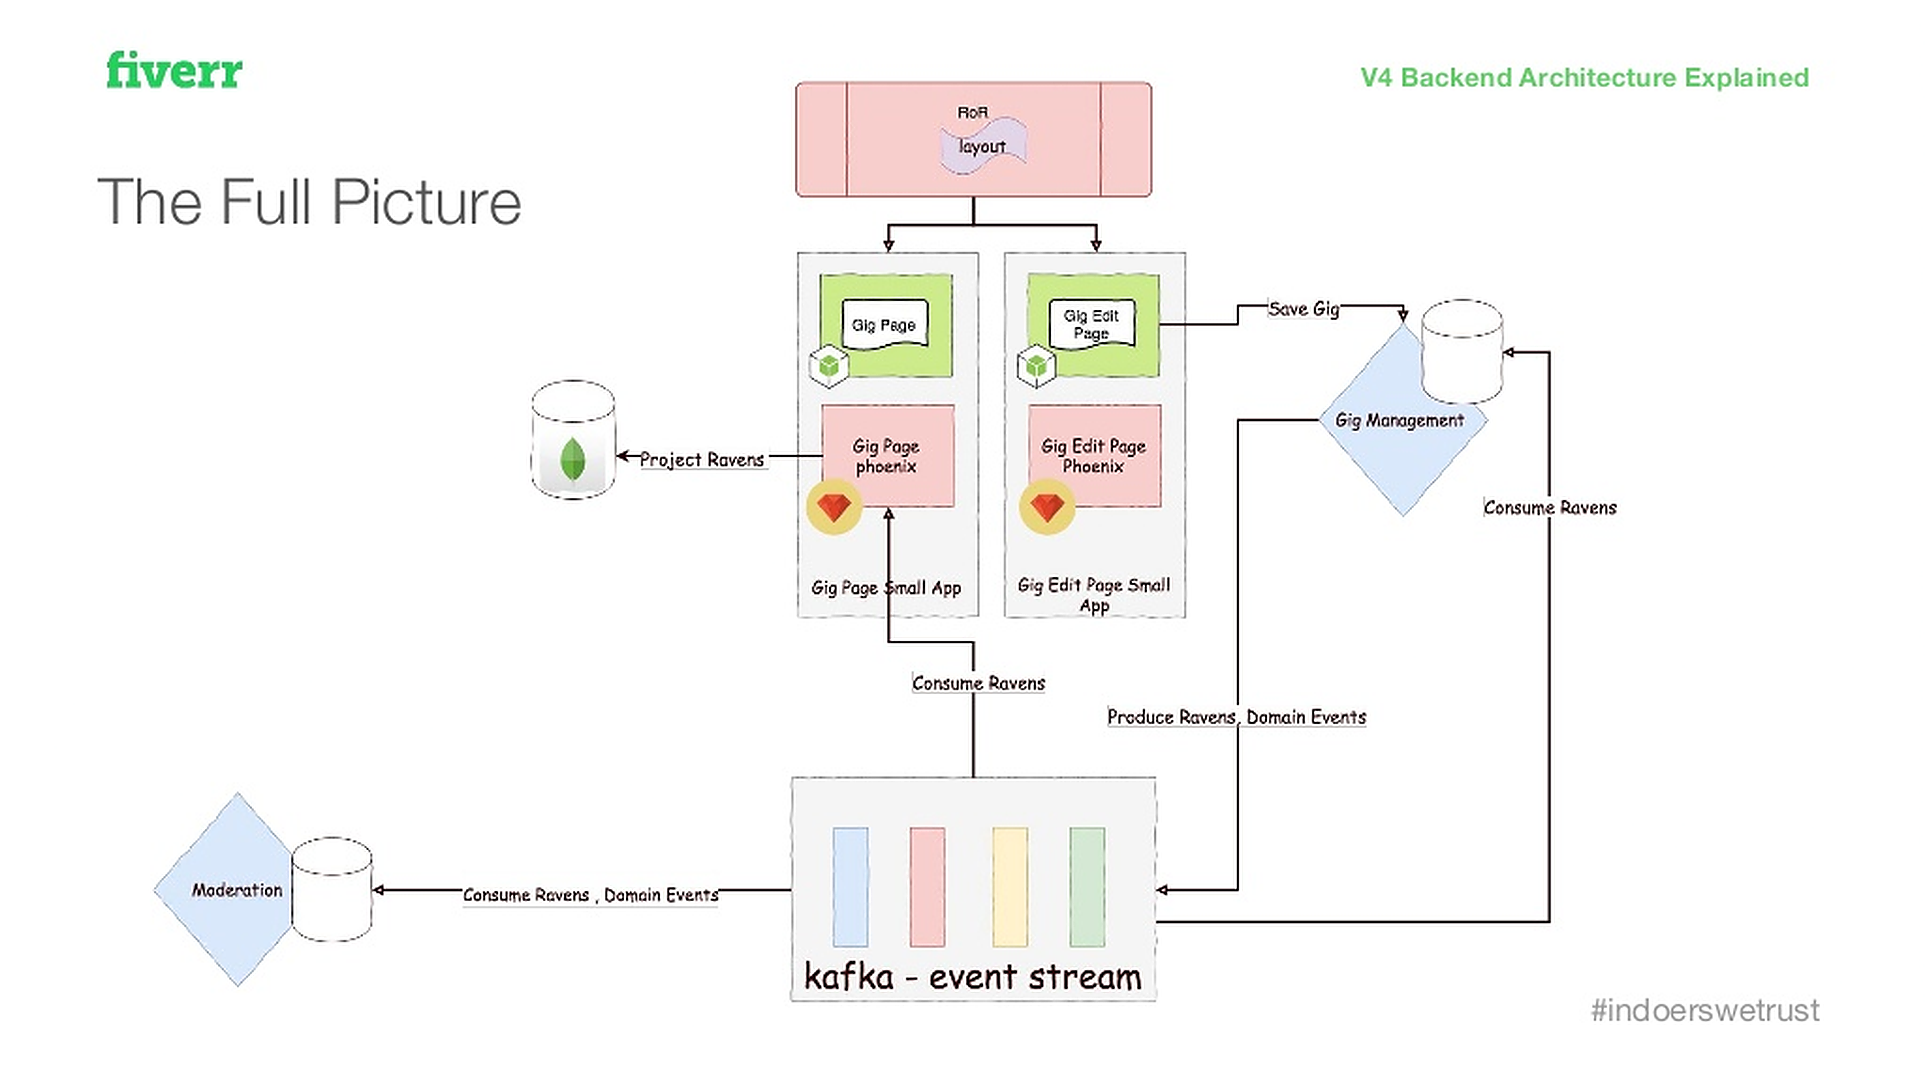 fiverr
V4 Backend Architecture Explained
The Full Picture
RoR
layout
Gig Page
Gig Edit
Page
Save Gig
Gig Management
Gig Page
phoenix
Gig Edit Page
Phoenix
Project Ravens
Consume Ravens
Gig Page Small App
Gig Edit Page Small
App
Consume Ravens
Produce Ravens, Domain Events
Moderation
Consume Ravens , Domain Events
kafka - event stream
#indoerswetrust